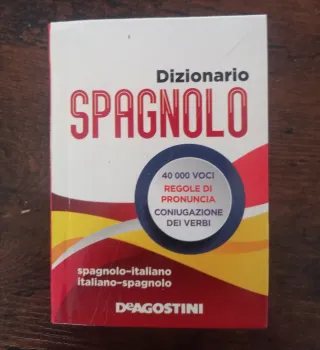 Dizionario
SPAGNOLO
40 000 VOCI
REGOLE DI
PRONUNCIA
CONIUGAZIONE
DEI VERBI
spagnolo-italiano
italiano-spagnolo
DeAGOSTINI